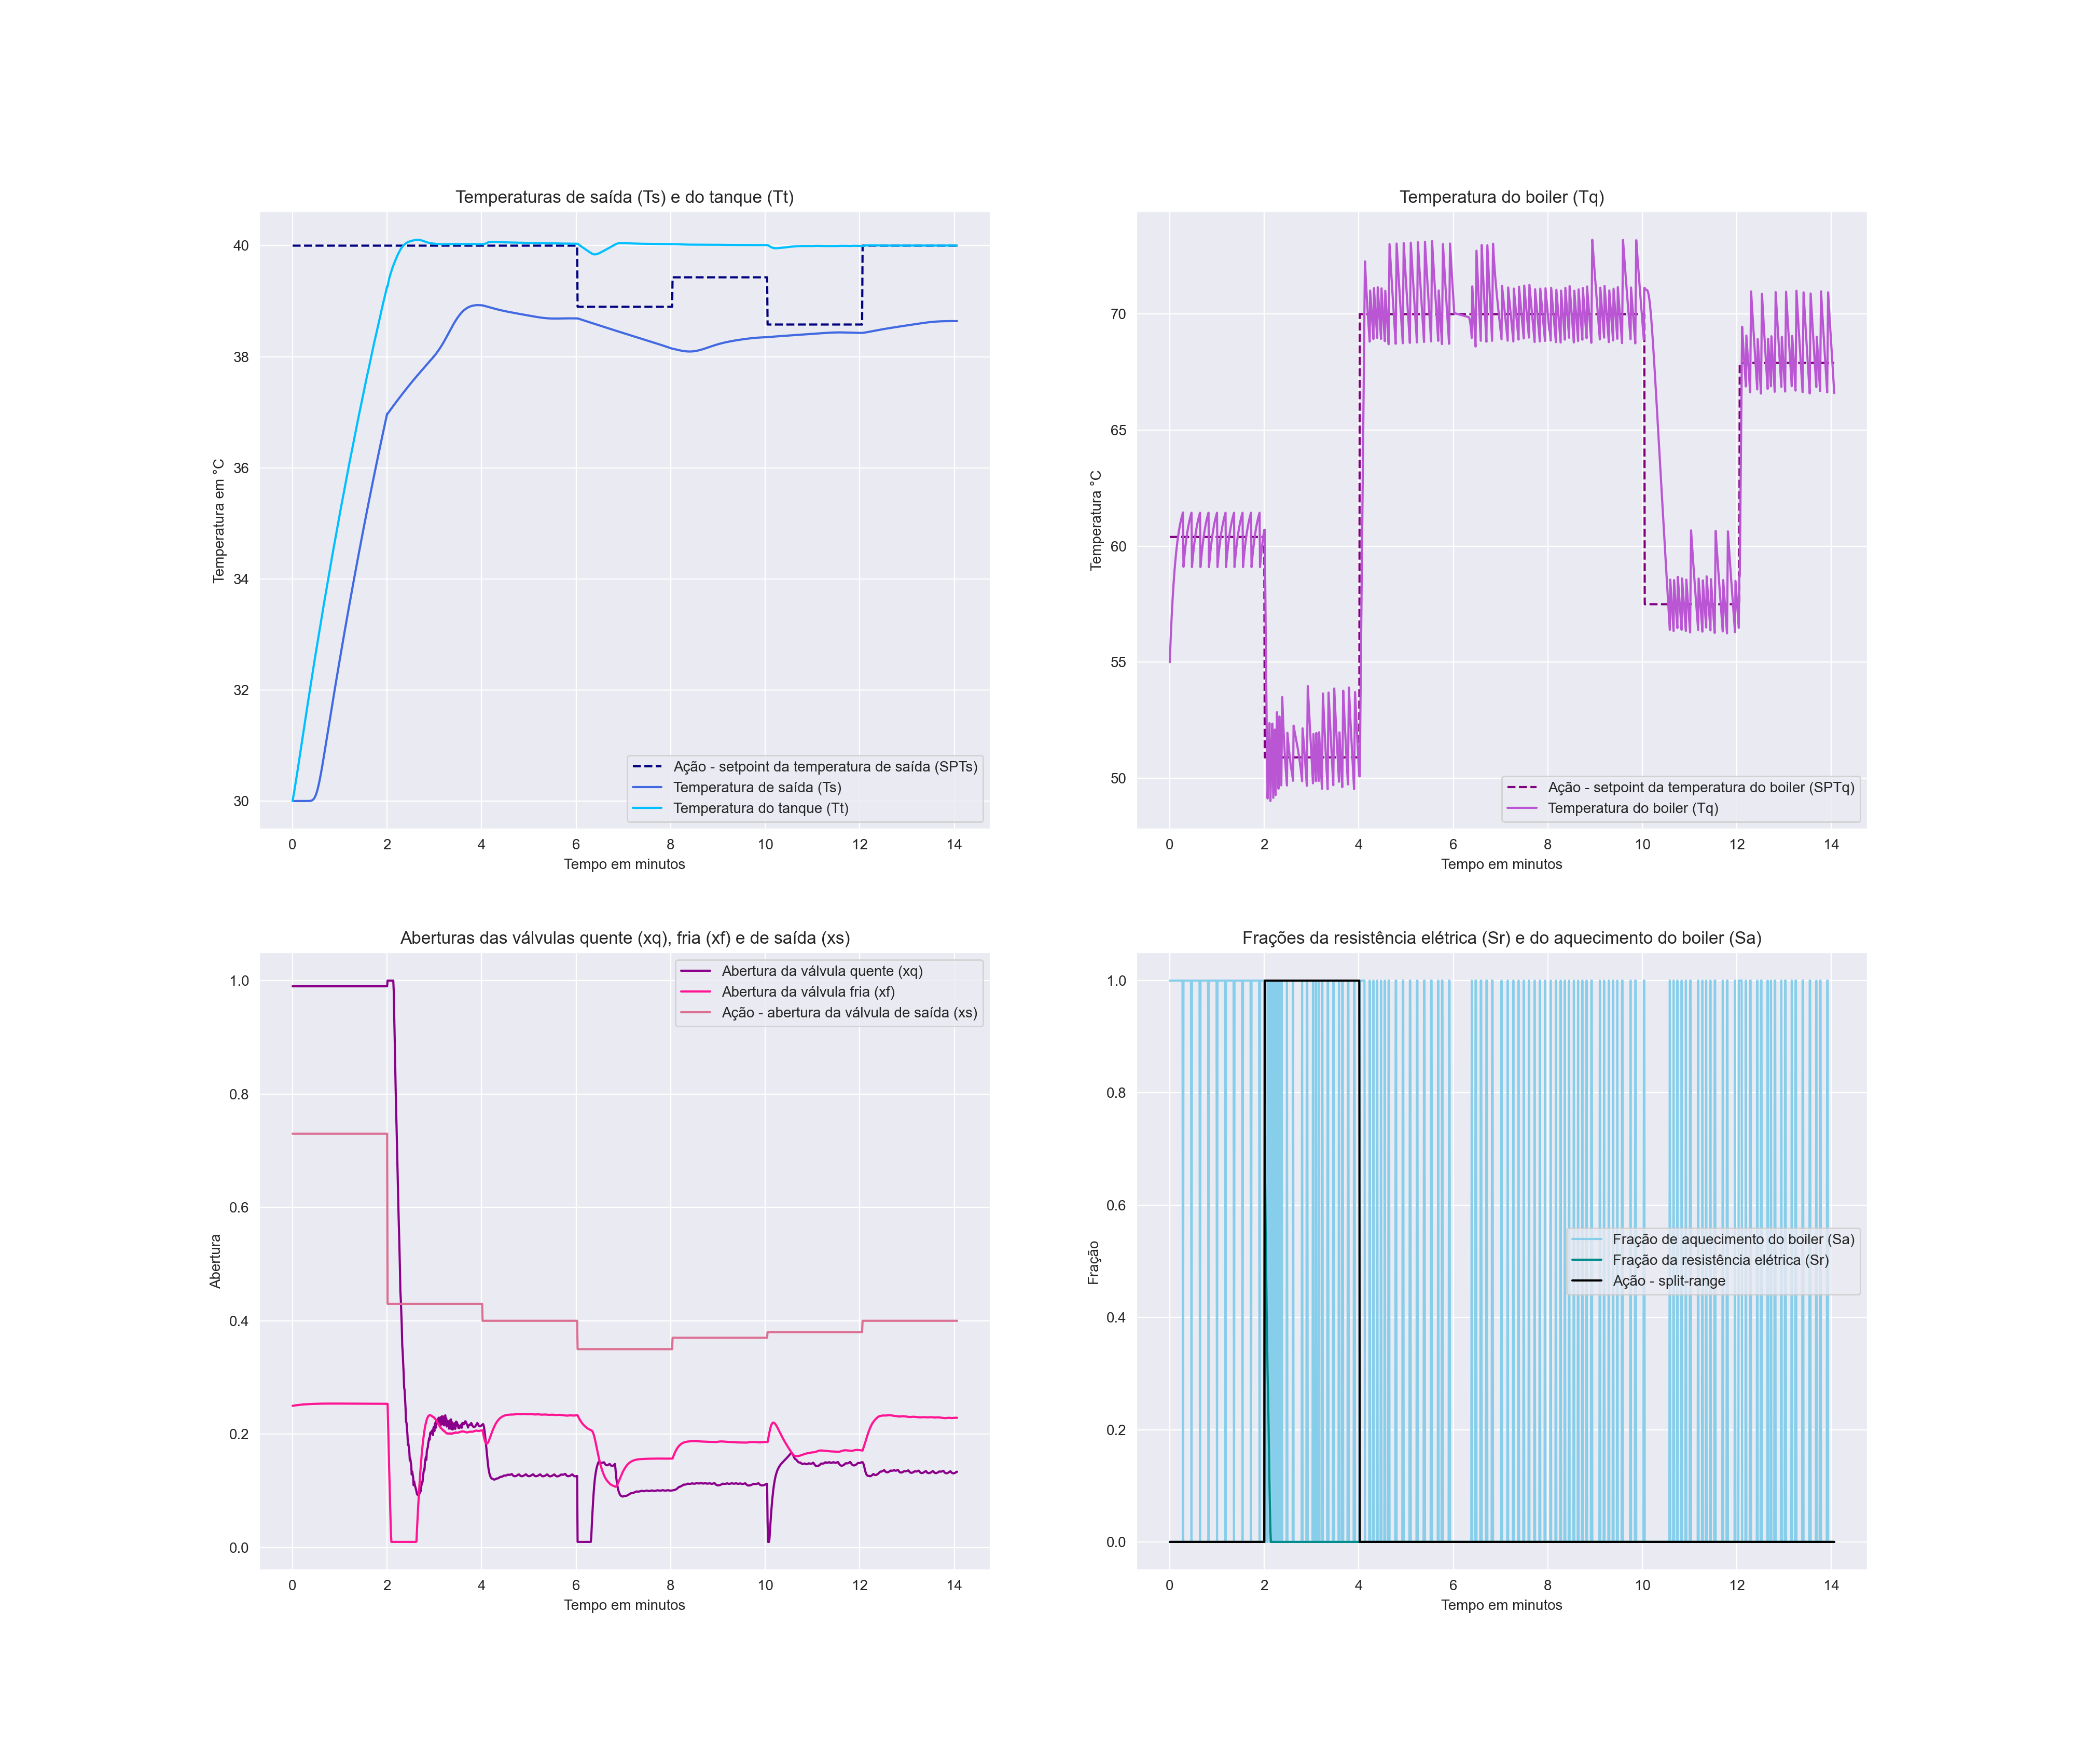 Temperaturas de saída (Ts) e do tanque (Tt)
Temperatura em °C
40
38
36
34
32
30
Ação - setpoint da temperatura de saída (SPTs)
Temperatura de saída (Ts)
Temperatura do tanque (Tt)
0 2 4 6 8 10 12 14
Tempo em minutos
Temperatura do boiler (Tq)
Temperatura °C
70
65
60
55
50
Ação - setpoint da temperatura do boiler (SPTq)
Temperatura do boiler (Tq)
0 2 4 6 8 10 12 14
Tempo em minutos
Aberturas das válvulas quente (xq), fria (xf) e de saída (xs)
Abertura
1.0
0.8
0.6
0.4
0.2
0.0
Abertura da válvula quente (xq)
Abertura da válvula fria (xf)
Ação - abertura da válvula de saída (xs)
0 2 4 6 8 10 12 14
Tempo em minutos
Frações da resistência elétrica (Sr) e do aquecimento do boiler (Sa)
Fração
1.0
0.8
0.6
0.4
0.2
0.0
Fração de aquecimento do boiler (Sa)
Fração da resistência elétrica (Sr)
Ação - split-range
0 2 4 6 8 10 12 14
Tempo em minutos